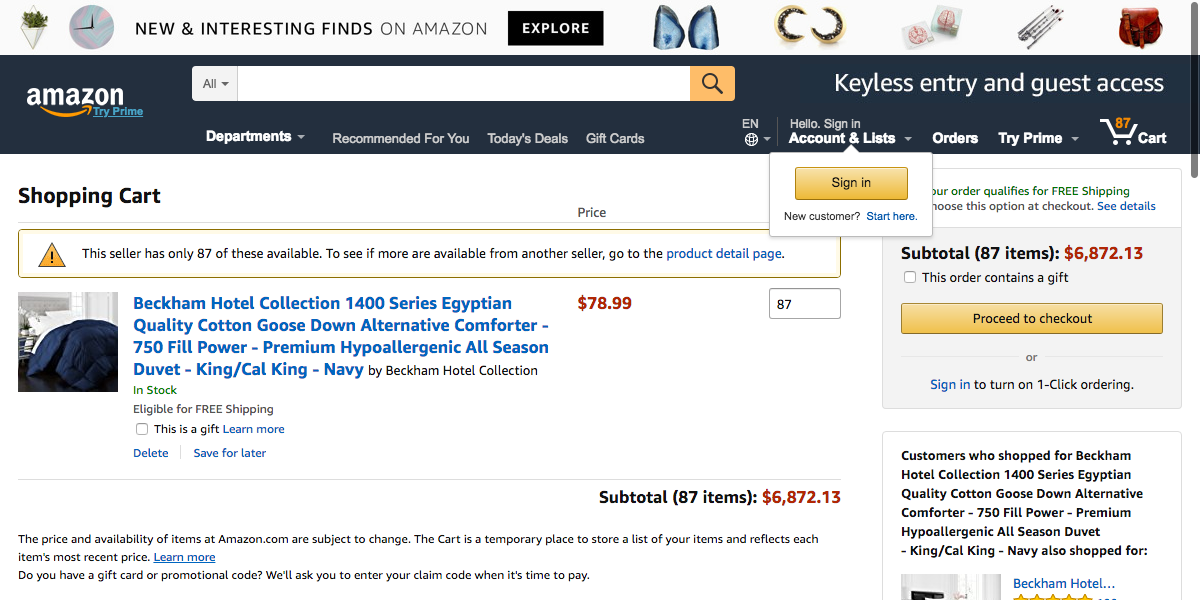 NEW & INTERESTING FINDS ON AMAZON
EXPLORE
amazon
Try Prime
All
Keyless entry and guest access
Departments
Recommended For You
Today's Deals
Gift Cards
EN
Hello. Sign in
Account & Lists
Orders
Try Prime
87
Cart
Sign in
New customer? Start here.
Shopping Cart
Price
This seller has only 87 of these available. To see if more are available from another seller, go to the product detail page.
Beckham Hotel Collection 1400 Series Egyptian
Quality Cotton Goose Down Alternative Comforter -
750 Fill Power - Premium Hypoallergenic All Season
Duvet - King/Cal King - Navy by Beckham Hotel Collection
In Stock
Eligible for FREE Shipping
This is a gift Learn more
Delete
Save for later
$78.99
87
Subtotal (87 items): $6,872.13
The price and availability of items at Amazon.com are subject to change. The Cart is a temporary place to store a list of your items and reflects each
item's most recent price. Learn more
Do you have a gift card or promotional code? We'll ask you to enter your claim code when it's time to pay.
order qualifies for FREE Shipping
this option at checkout. See details
Subtotal (87 items): $6,872.13
This order contains a gift
Proceed to checkout
or
Sign in to turn on 1-Click ordering.
Customers who shopped for Beckham
Hotel Collection 1400 Series Egyptian
Quality Cotton Goose Down Alternative
Comforter - 750 Fill Power - Premium
Hypoallergenic All Season Duvet
- King/Cal King - Navy also shopped for:
Beckham Hotel...